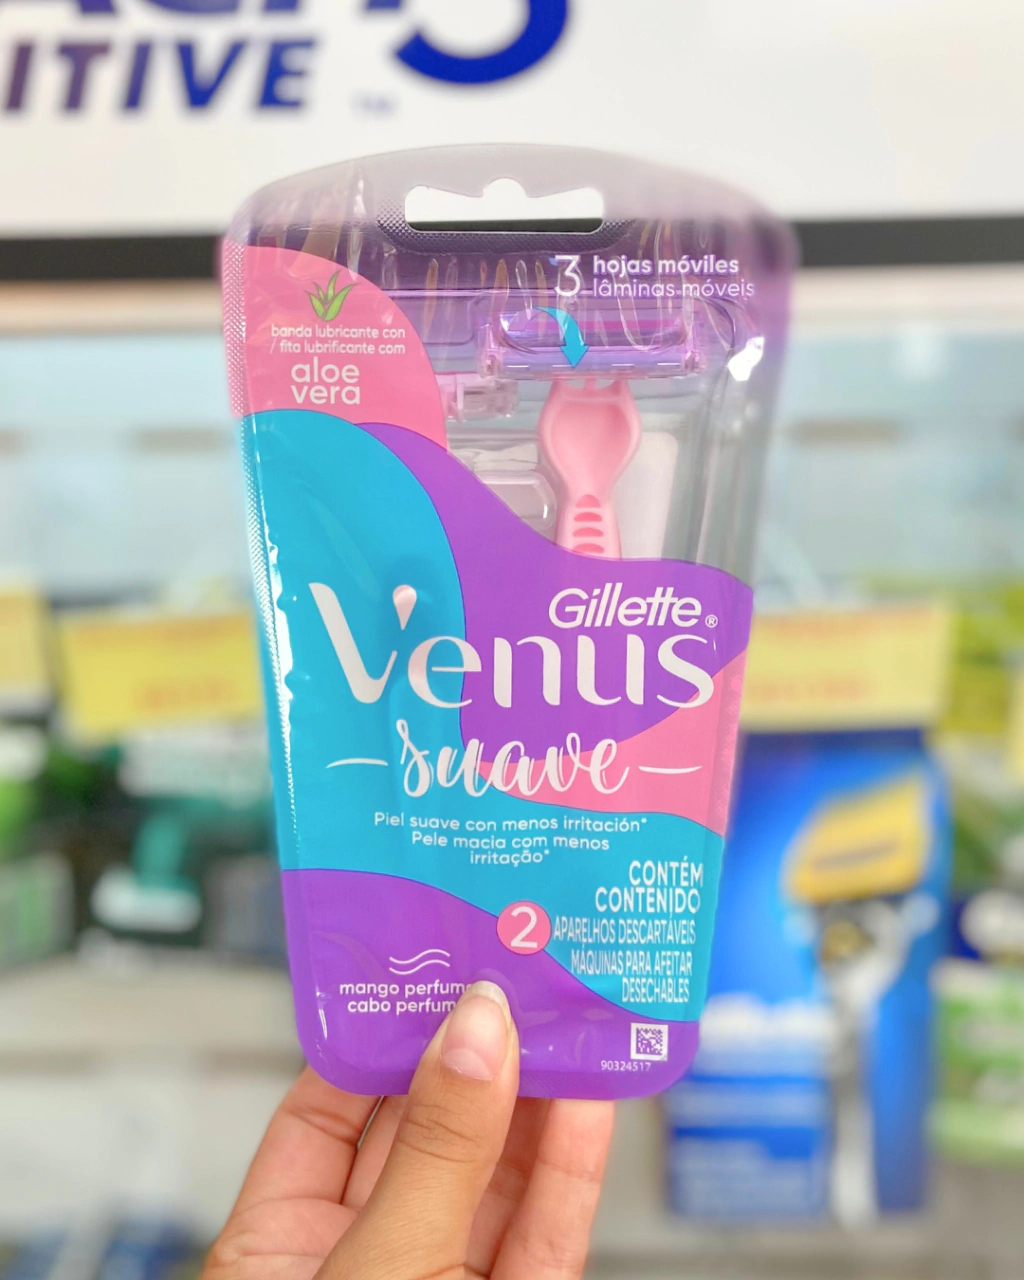 ITIVE
™
3 hojas móviles
lâminas móveis
banda lubricante con
/ fita lubrificante com
aloe
vera
Gillette®
Venus
suave
Piel suave con menos irritación*
Pele macia com menos
irritação*
CONTÉM
CONTENIDO
2 APARELHOS DESCARTÁVEIS
MÁQUINAS PARA AFEITAR
DESECHABLES
mango perfum
cabo perfum
90324517